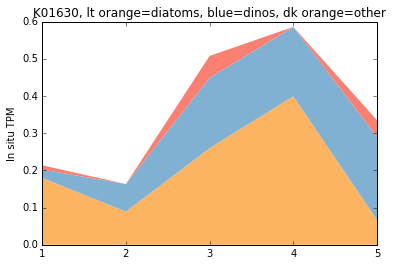 K01630, lt orange=diatoms, blue=dinos, dk orange=other
0.6
0.5
0.4
0.3
0.2
0.1
0.0
In situ TPM
1 2 3 4 5